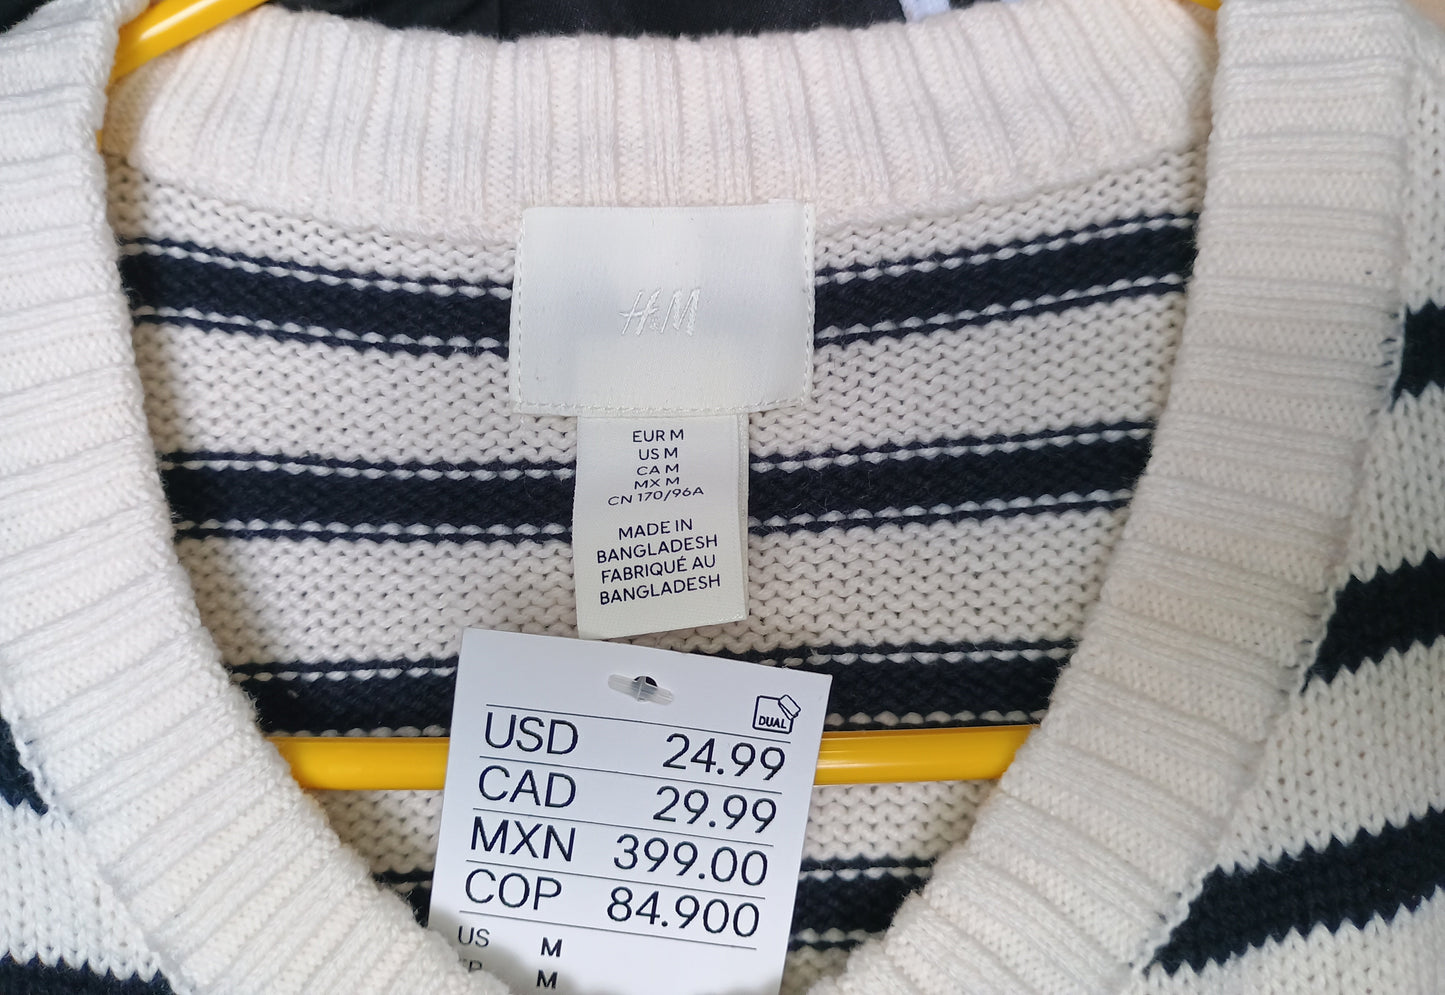 H&M
EUR M
US M
CA M
MX M
CN 170/96A
MADE IN
BANGLADESH
FABRIQUÉ AU
BANGLADESH
DUAL
USD 24.99
CAD 29.99
MXN 399.00
COP 84.900
US M
M